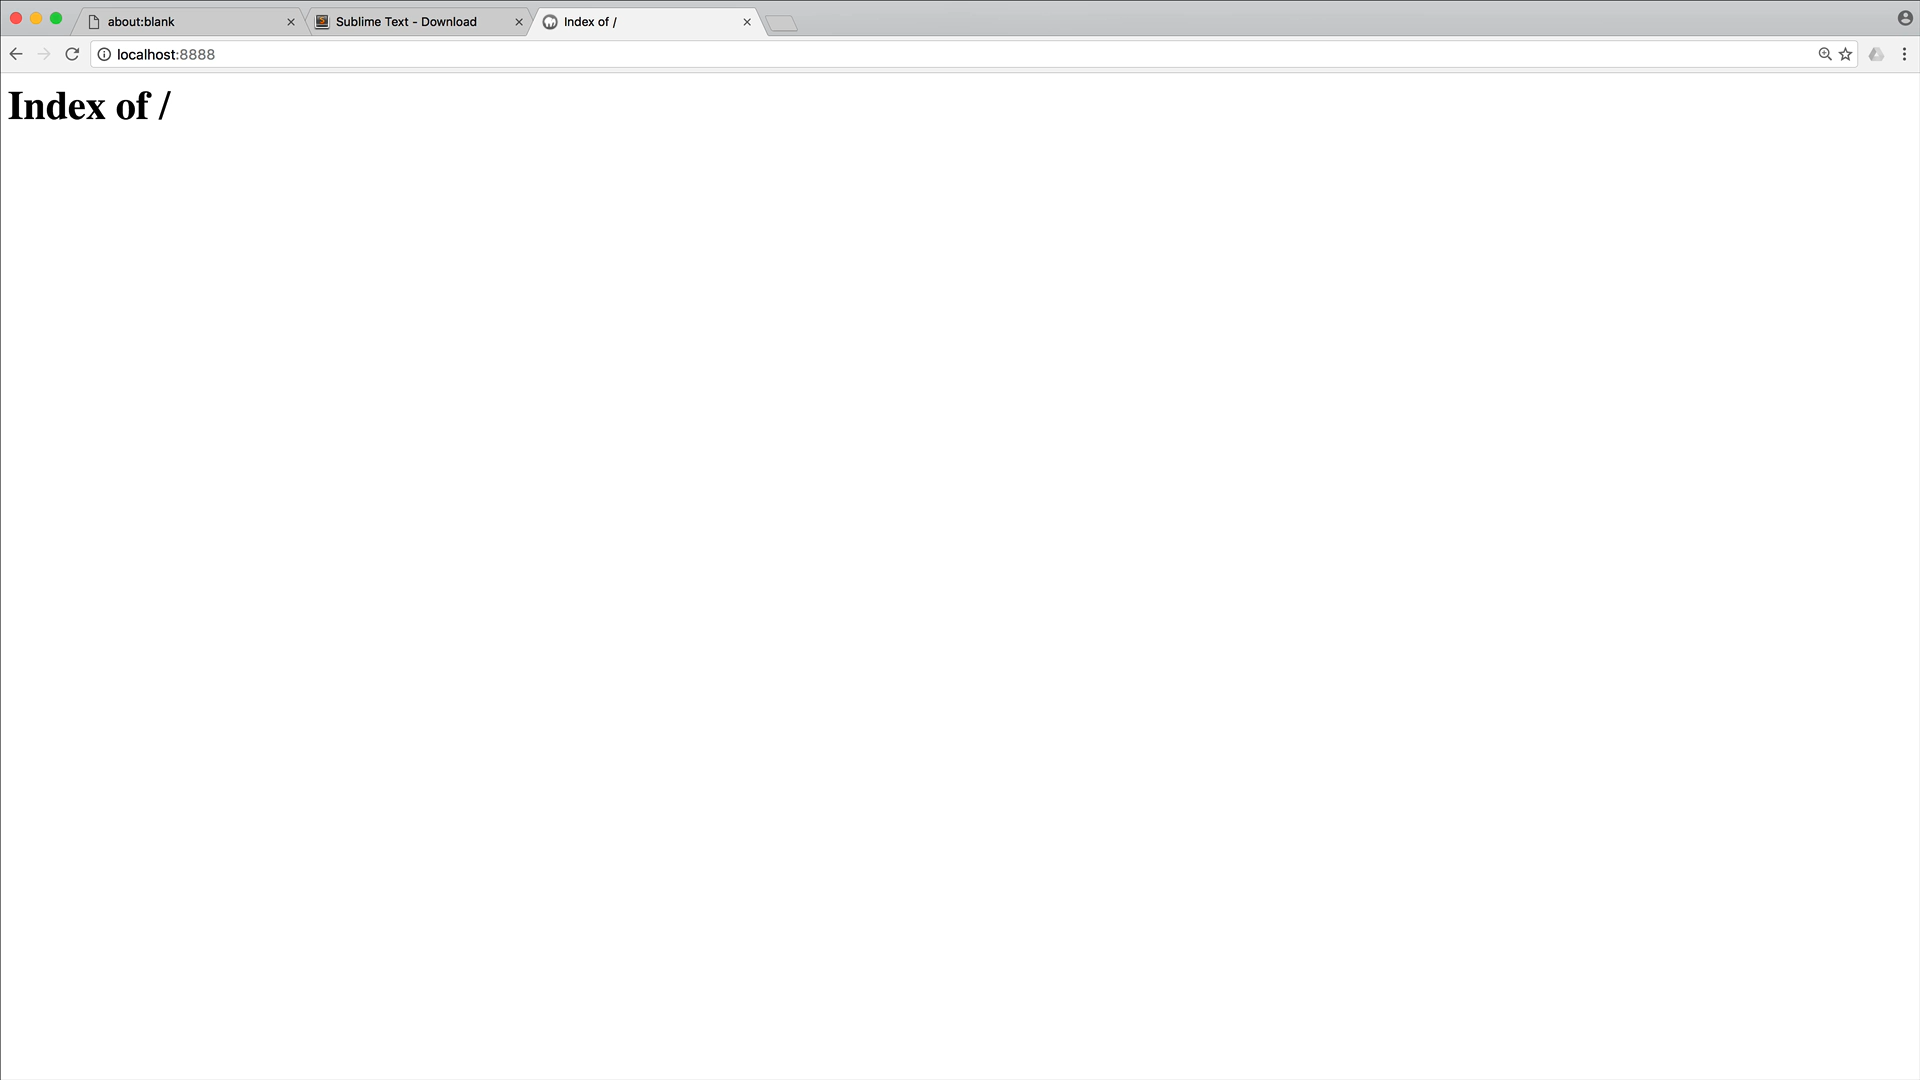 about:blank
Sublime Text - Download
Index of /
localhost:8888
Index of /